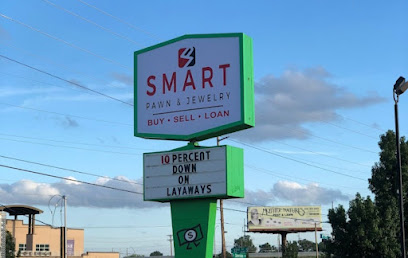 SMART
PAWN & JEWELRY
BUY • SELL • LOAN
10 PERCENT
DOWN
ON
LAYAWAYS